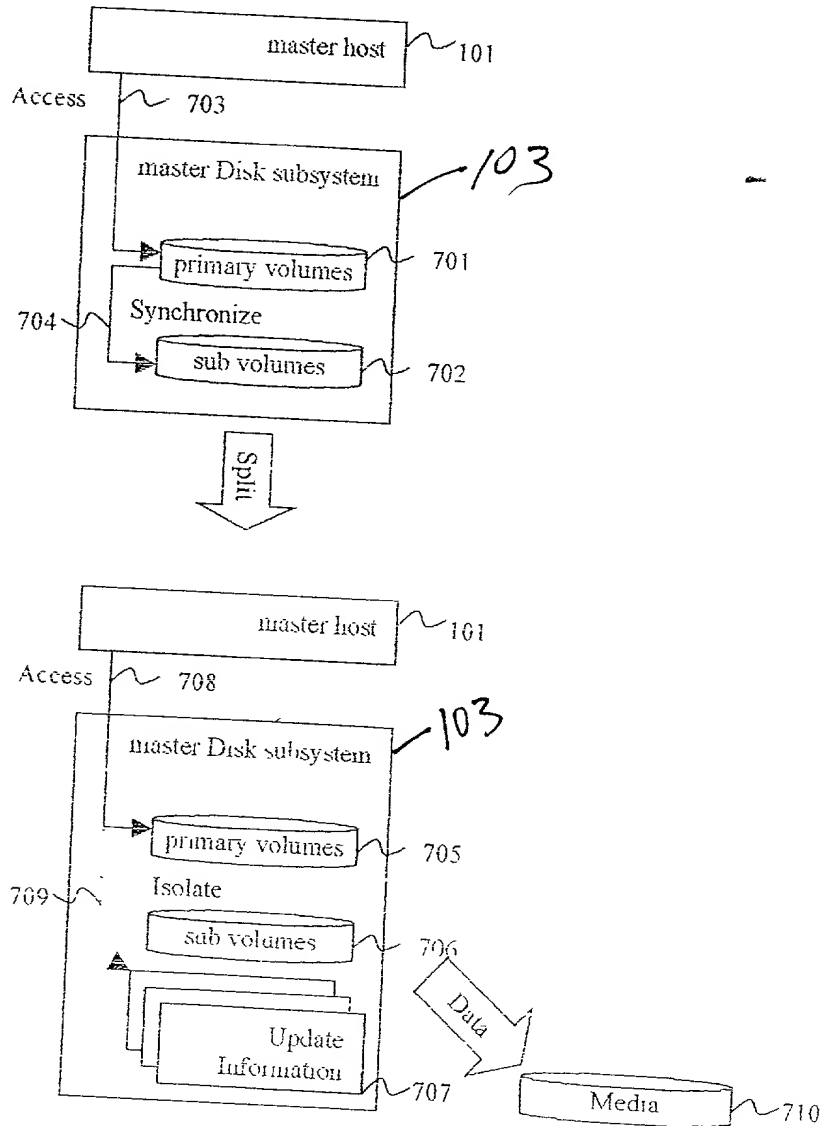 master host
101
Access
703
master Disk subsystem
103
primary volumes
701
704
Synchronize
sub volumes
702
Split
master host
101
Access
708
master Disk subsystem
103
primary volumes
705
709
Isolate
sub volumes
706
Data
Update
Information
707
Media
710